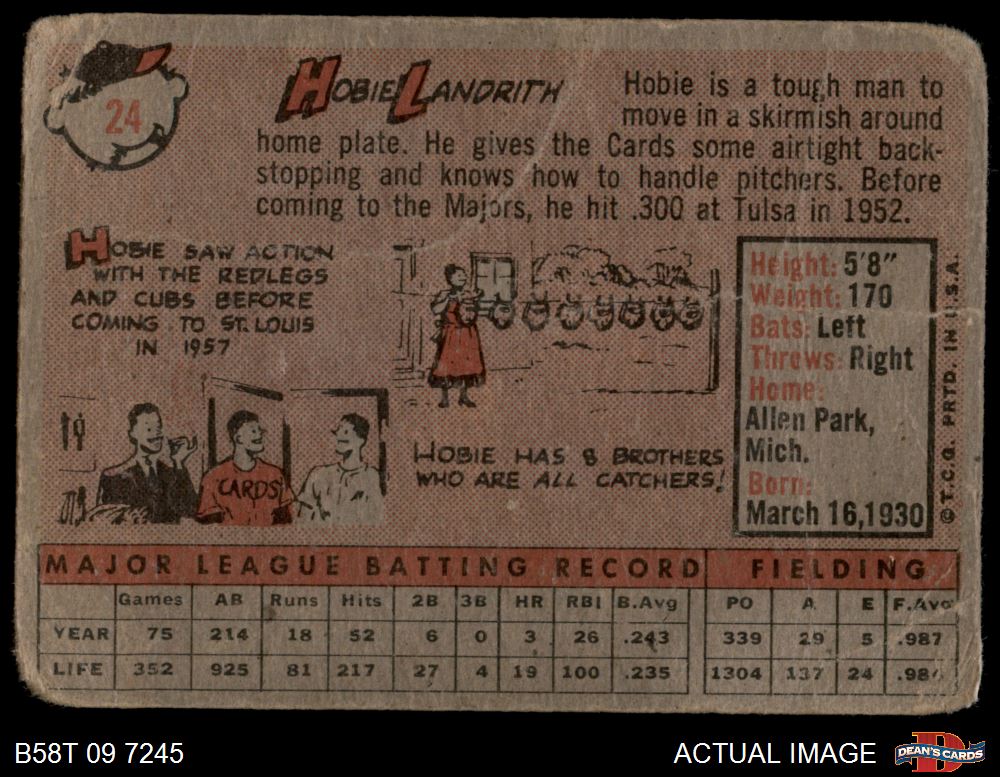 24
HOBIE LANDRITH
Hobie is a tough man to
move in a skirmish around
home plate. He gives the Cards some airtight back-
stopping and knows how to handle pitchers. Before
coming to the Majors, he hit .300 at Tulsa in 1952.
HOBIE SAW ACTION
WITH THE REDLEGS
AND CUBS BEFORE
COMING TO ST. LOUIS
IN 1957
CARDS
HOBIE HAS 8 BROTHERS
WHO ARE ALL CATCHERS!
Height: 5'8"
Weight: 170
Bats: Left
Throws: Right
Home:
Allen Park,
Mich.
Born:
March 16, 1930
© T.C.G. PRTD. IN U.S.A.
MAJOR LEAGUE BATTING RECORD FIELDING
Games AB Runs Hits 2B 3B HR RBI B.Avg PO A E F.Avg
YEAR 75 214 18 52 6 0 3 26 .243 339 29 5 .987
LIFE 352 925 81 217 27 4 19 100 .235 1304 137 24
B58T 09 7245
ACTUAL IMAGE
D
DEAN'S CARDS